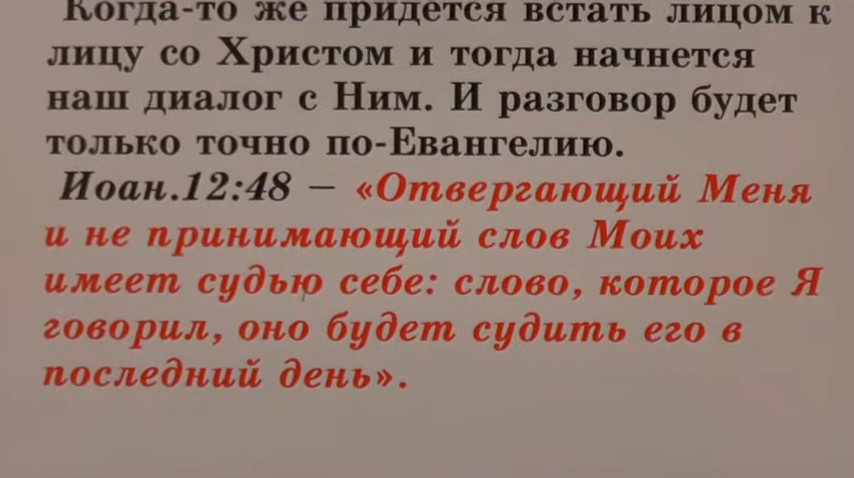 Когда-то же придется встать лицом к
лицу со Христом и тогда начнется
наш диалог с Ним. И разговор будет
только точно по-Евангелию.
Иоан.12:48 – «Отвергающий Меня
и не принимающий слов Моих
имеет судью себе: слово, которое Я
говорил, оно будет судить его в
последний день».